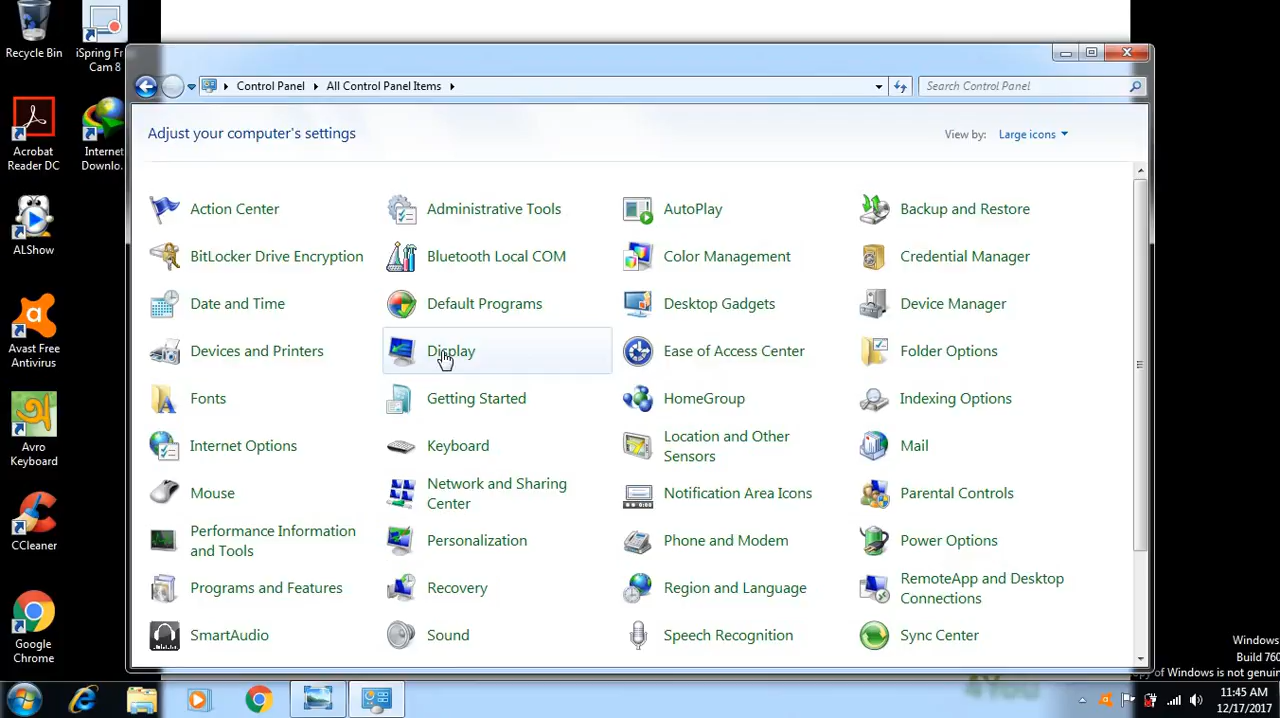 Recycle Bin
iSpring Fr
Cam 8
Acrobat
Reader DC
Internet
Downlo...
ALShow
Avast Free
Antivirus
Avro
Keyboard
CCleaner
Google
Chrome
Control Panel
All Control Panel Items
Search Control Panel
Adjust your computer's settings
View by:
Large icons
Action Center
Administrative Tools
AutoPlay
Backup and Restore
BitLocker Drive Encryption
Bluetooth Local COM
Color Management
Credential Manager
Date and Time
Default Programs
Desktop Gadgets
Device Manager
Devices and Printers
Display
Ease of Access Center
Folder Options
Fonts
Getting Started
HomeGroup
Indexing Options
Internet Options
Keyboard
Location and Other
Sensors
Mail
Mouse
Network and Sharing
Center
Notification Area Icons
Parental Controls
Performance Information
and Tools
Personalization
Phone and Modem
Power Options
Programs and Features
Recovery
Region and Language
RemoteApp and Desktop
Connections
SmartAudio
Sound
Speech Recognition
Sync Center
Windows
Build 760
py of Windows is not genuin
4You
11:45 AM
12/17/2017